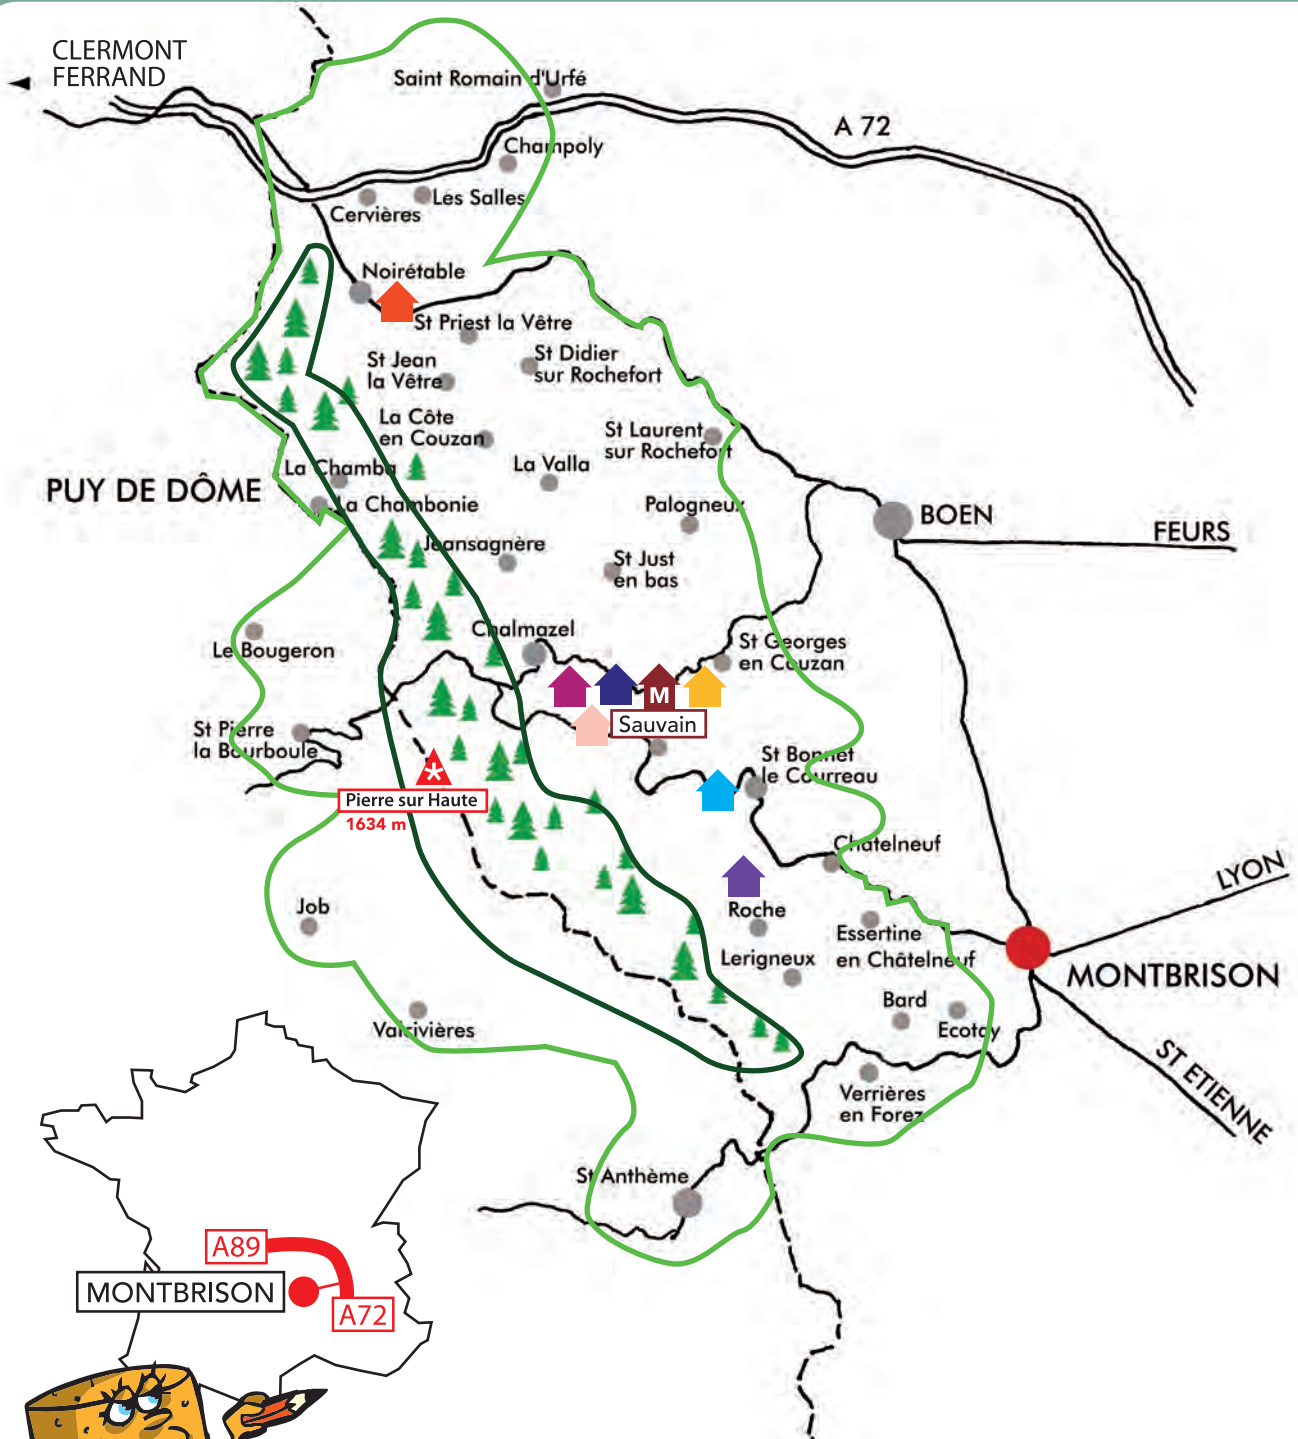 CLERMONT
FERRAND
Saint Romain d'Urfé
A 72
Champoly
Les Salles
Cervières
Noirétable
St Priest la Vêtre
St Jean
la Vêtre
St Didier
sur Rochefort
La Côte
en Couzan
St Laurent
sur Rochefort
La Chamba
La Valla
PUY DE DÔME
La Chambonie
Palogneux
BOEN
FEURS
Jeansagnère
St Just
en bas
Chalmazel
Le Bougeron
St Georges
en Couzan
M
Sauvain
St Pierre
la Bourboule
St Bonnet
le Courreau
*
Pierre sur Haute
1634 m
Chatelneuf
LYON
Job
Roche
Essertine
en Châtelneuf
Lerigneux
MONTBRISON
Bard
Ecotay
Valcivières
ST ETIENNE
Verrières
en Forez
St Anthème
A89
MONTBRISON
A72